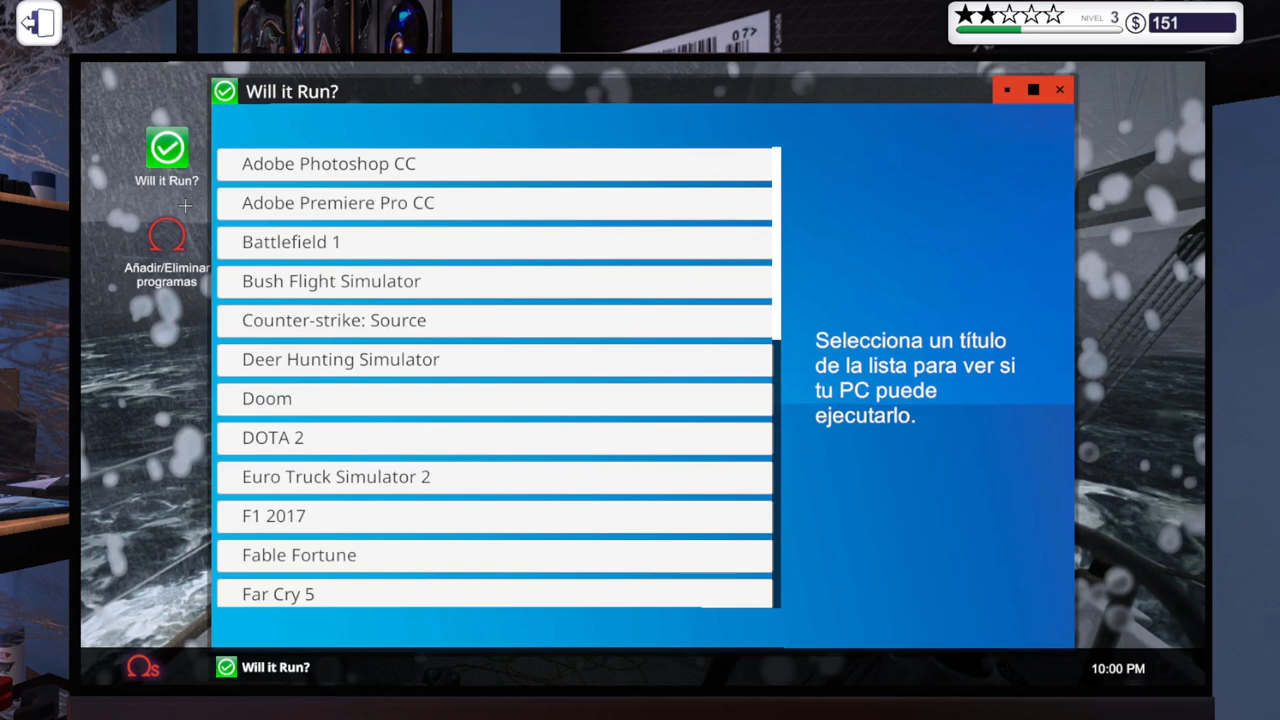 NIVEL 3
$ 151
07>
Canada
Will it Run?
Will it Run?
Añadir/Eliminar
programas
Adobe Photoshop CC
Adobe Premiere Pro CC
Battlefield 1
Bush Flight Simulator
Counter-strike: Source
Deer Hunting Simulator
Doom
DOTA 2
Euro Truck Simulator 2
F1 2017
Fable Fortune
Far Cry 5
Selecciona un título
de la lista para ver si
tu PC puede
ejecutarlo.
Ωs
Will it Run?
10:00 PM